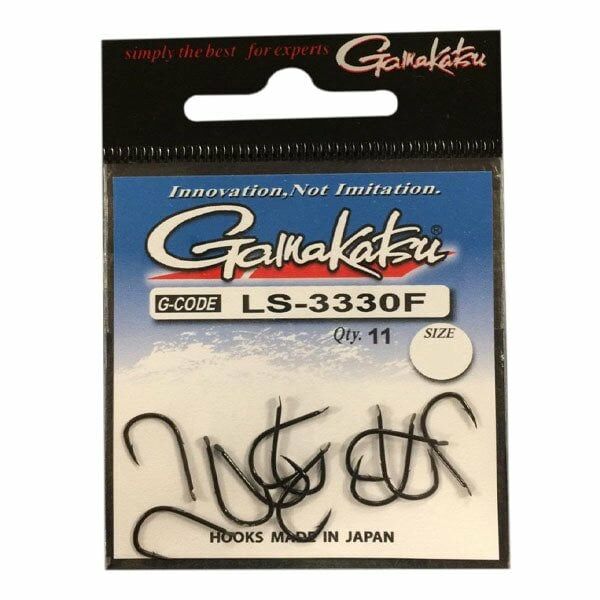 simply the best for experts Gamakatsu
Innovation, Not Imitation.
Gamakatsu®
G-CODE LS-3330F
Qty. 11 SIZE
HOOKS MADE IN JAPAN